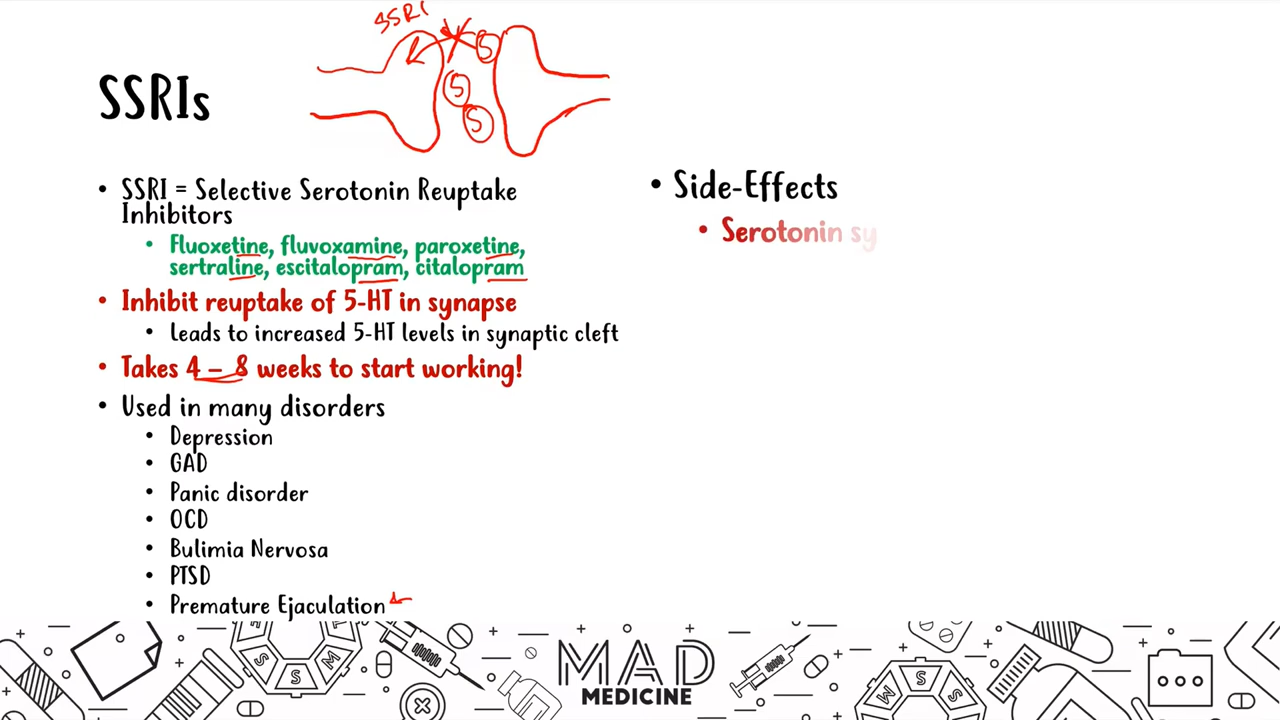 SSRI
S
S
S
SSRIs
• SSRI = Selective Serotonin Reuptake
Inhibitors
• Fluoxetine, fluvoxamine, paroxetine,
sertraline, escitalopram, citalopram
• Inhibit reuptake of 5-HT in synapse
• Leads to increased 5-HT levels in synaptic cleft
• Takes 4 – 8 weeks to start working!
• Used in many disorders
• Depression
• GAD
• Panic disorder
• OCD
• Bulimia Nervosa
• PTSD
• Premature Ejaculation
• Side-Effects
• Serotonin sy
S S M
MAD
MEDICINE
M S S